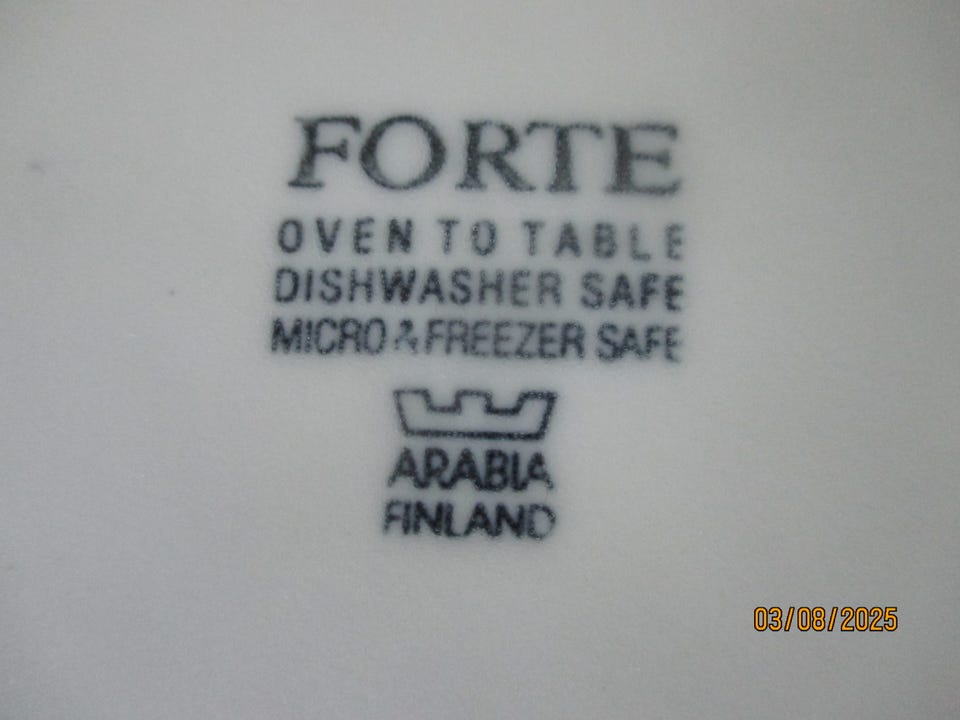 FORTE
OVEN TO TABLE
DISHWASHER SAFE
MICRO & FREEZER SAFE
ARABIA
FINLAND
03/08/2025